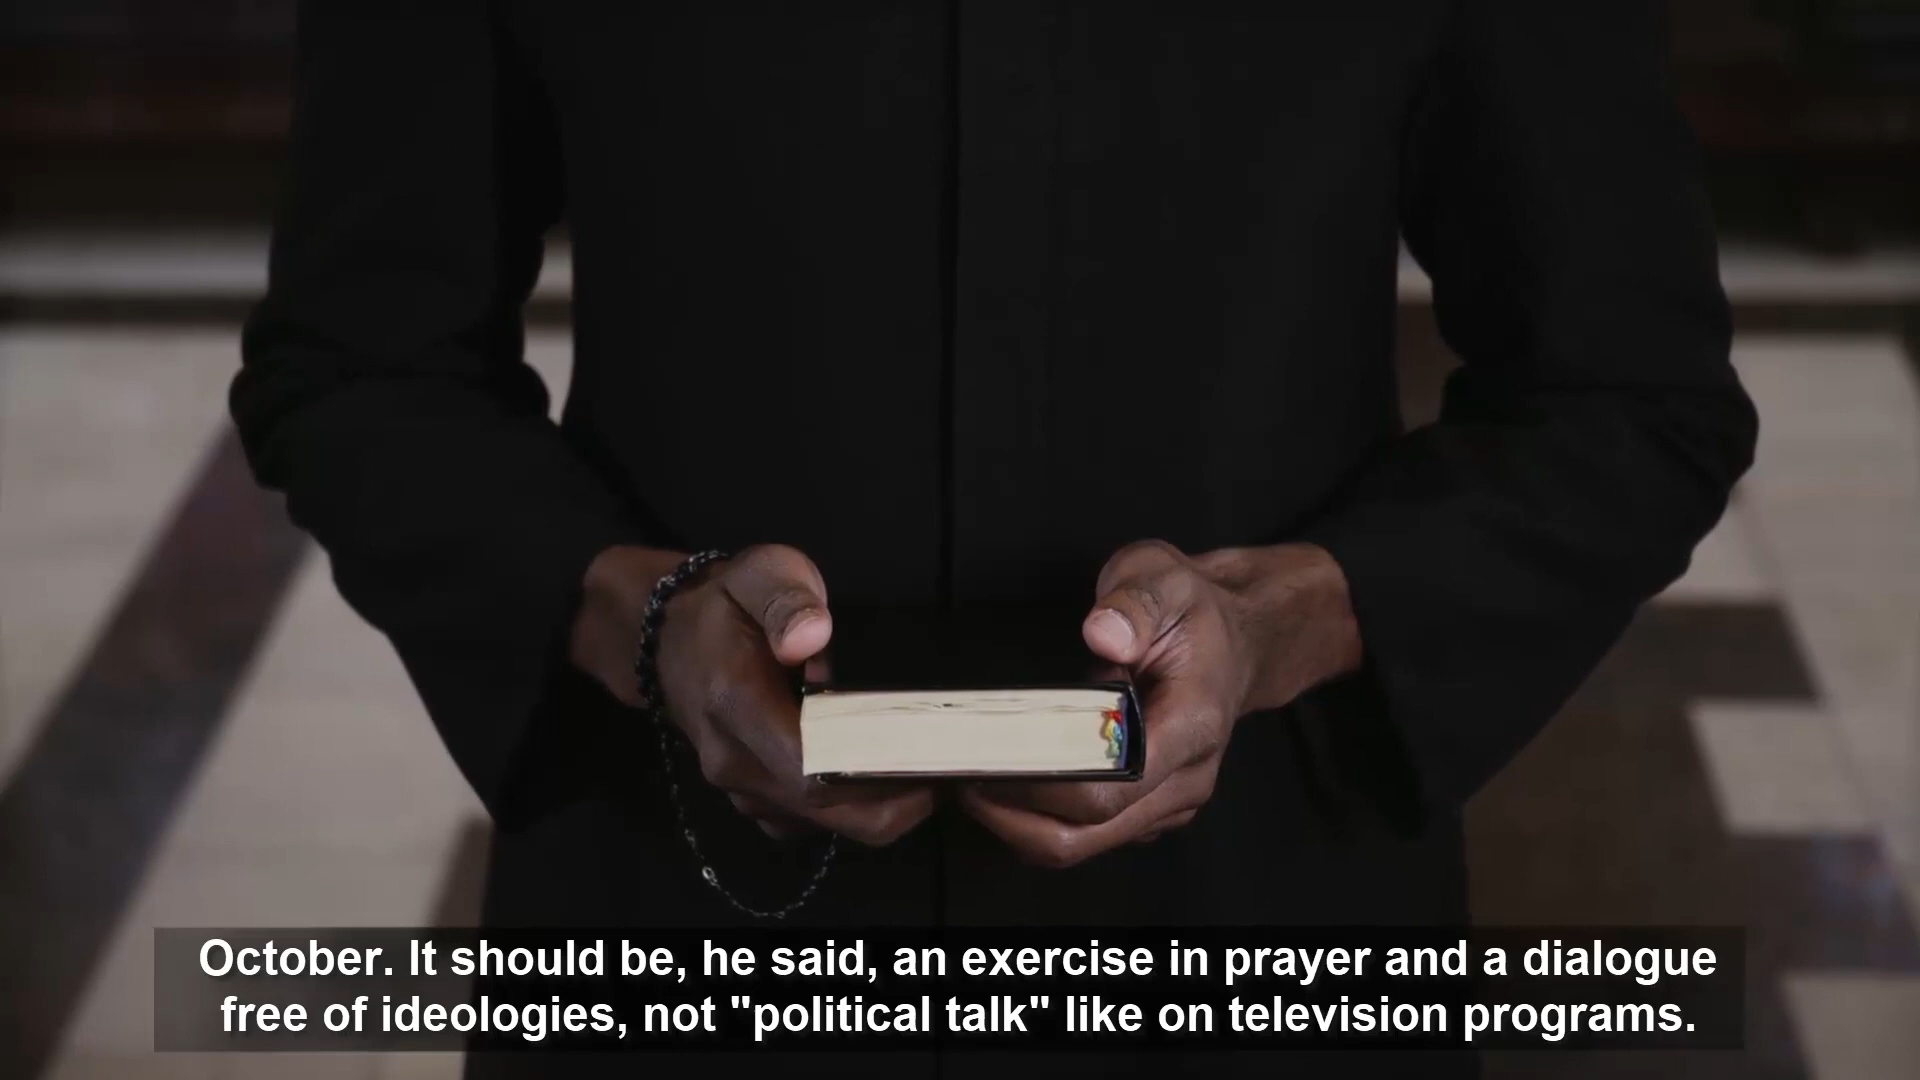 October. It should be, he said, an exercise in prayer and a dialogue
free of ideologies, not "political talk" like on television programs.